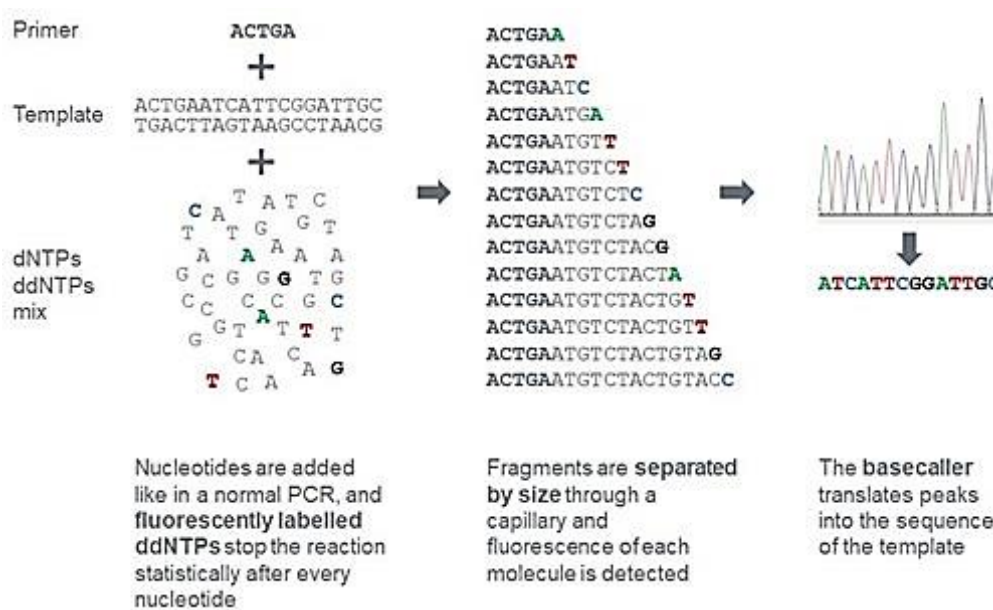 Primer
ACTGA
+
Template
ACTGAATCATTCGGATTGC
TGACTTAGTAAGCCTAACG
+
dNTPs
ddNTPs
mix
ACTGAA
ACTGAAT
ACTGAATC
ACTGAATGA
ACTGAATGTT
ACTGAATGTCT
ACTGAATGTCTC
ACTGAATGTCTAG
ACTGAATGTCTACG
ACTGAATGTCTACTA
ACTGAATGTCTACTGT
ACTGAATGTCTACTGTT
ACTGAATGTCTACTGTAG
ACTGAATGTCTACTGTACC
ATCATTCGGATTGC
Nucleotides are added
like in a normal PCR, and
fluorescently labelled
ddNTPs stop the reaction
statistically after every
nucleotide
Fragments are separated
by size through a
capillary and
fluorescence of each
molecule is detected
The basecaller
translates peaks
into the sequence
of the template